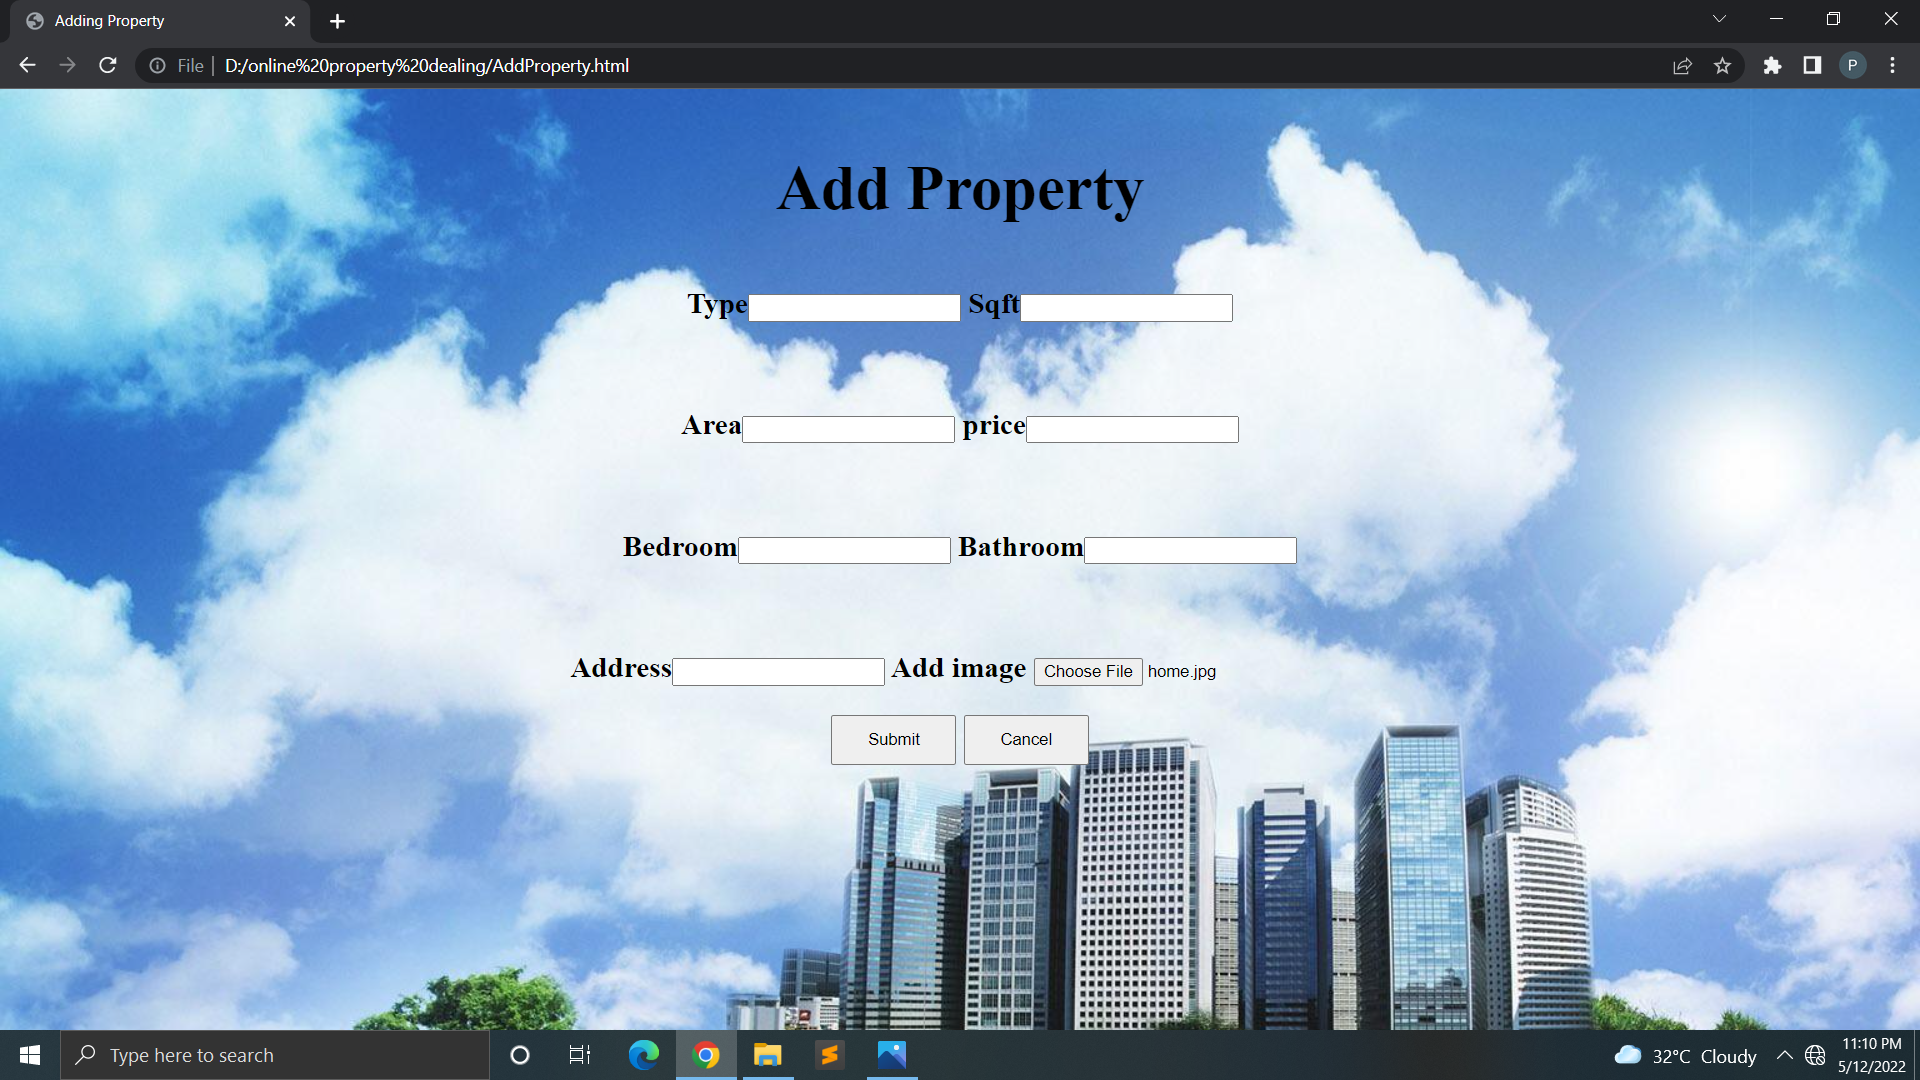 Adding Property
File | D:/online%20property%20dealing/AddProperty.html
P
Add Property
Type Sqft
Area price
Bedroom Bathroom
Address Add image Choose File home.jpg
Submit Cancel
Type here to search
32°C Cloudy
11:10 PM
5/12/2022